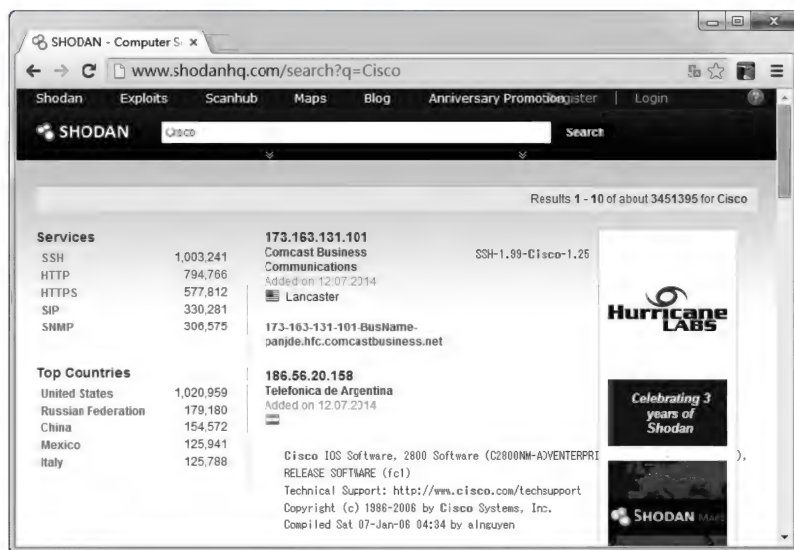 SHODAN - Computer S
www.shodanhq.com/search?q=Cisco
Shodan Exploits Scanhub Maps Blog Anniversary Promotion gister | Login ?
SHODAN Cisco Search
Results 1 - 10 of about 3451395 for Cisco
Services
SSH 1,003,241
HTTP 794,766
HTTPS 577,812
SIP 330,281
SNMP 306,575
Top Countries
United States 1,020,959
Russian Federation 179,180
China 154,572
Mexico 125,941
Italy 125,788
173.163.131.101
Comcast Business
Communications
Added on 12.07.2014
Lancaster
173-163-131-101-BusName-
panjde.hfc.comcastbusiness.net
SSH-1.99-Cisco-1.25
186.56.20.158
Telefonica de Argentina
Added on 12.07.2014
Cisco IOS Software, 2800 Software (C2800NM-ADVENTERPRI ),
RELEASE SOFTWARE (fc1)
Technical Support: http://www.cisco.com/techsupport
Copyright (c) 1986-2006 by Cisco Systems, Inc.
Compiled Sat 07-Jan-06 04:34 by alnguyen
Hurricane
LABS
Celebrating 3
years of
Shodan
SHODAN MAPS